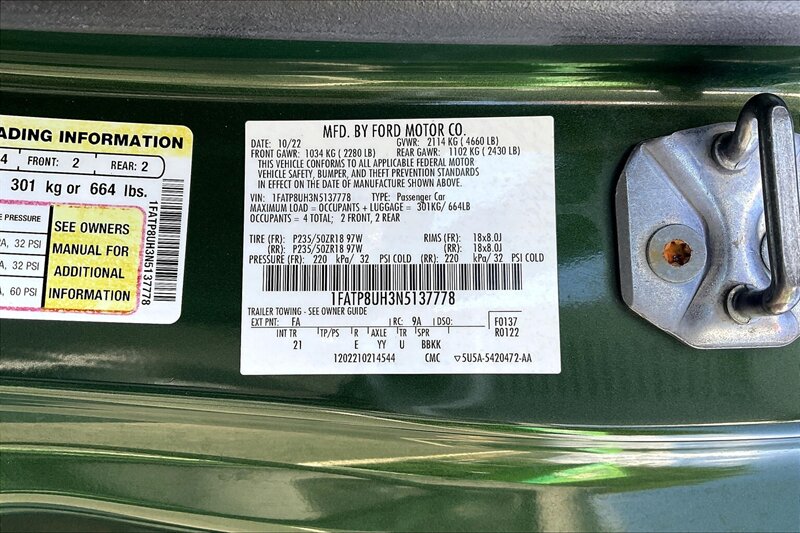 ADING INFORMATION
4 FRONT: 2 REAR: 2
301 kg or 664 lbs.
PRESSURE
A, 32 PSI
A, 32 PSI
A, 60 PSI
SEE OWNERS
MANUAL FOR
ADDITIONAL
INFORMATION
1FATP8UH3N5137778
MFD. BY FORD MOTOR CO.
DATE: 10/22 GVWR: 2114 KG ( 4660 LB)
FRONT GAWR: 1034 KG ( 2280 LB) REAR GAWR: 1102 KG ( 2430 LB)
THIS VEHICLE CONFORMS TO ALL APPLICABLE FEDERAL MOTOR
VEHICLE SAFETY, BUMPER, AND THEFT PREVENTION STANDARDS
IN EFFECT ON THE DATE OF MANUFACTURE SHOWN ABOVE.
VIN: 1FATP8UH3N5137778 TYPE: Passenger Car
MAXIMUM LOAD = OCCUPANTS + LUGGAGE = 301KG/ 664LB
OCCUPANTS = 4 TOTAL; 2 FRONT, 2 REAR
TIRE (FR): P235/50ZR18 97W RIMS (FR): 18x8.0J
(RR): P235/50ZR18 97W (RR): 18x8.0J
PRESSURE (FR): 220 kPa/ 32 PSI COLD (RR): 220 kPa/ 32 PSI COLD
1FATP8UH3N5137778
TRAILER TOWING - SEE OWNER GUIDE
EXT PNT: FA RC: 9A DSO: F0137
INT TR TP/PS R AXLE TR SPR R0122
21 E YY U BBKK
1202210214544 CMC ▽5U5A-5420472-AA